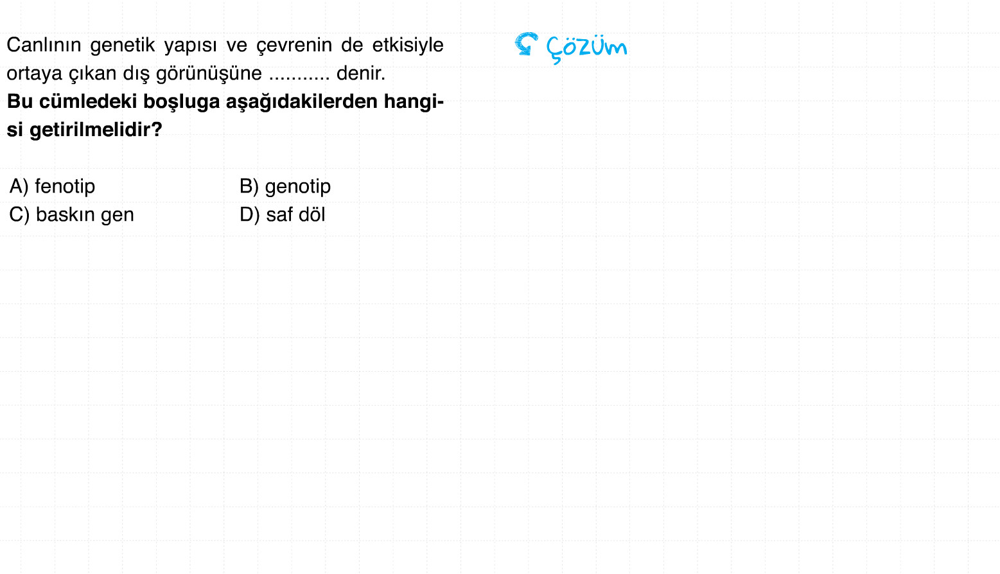 Canlının genetik yapısı ve çevrenin de etkisiyle
ortaya çıkan dış görünüşüne ........... denir.
Bu cümledeki boşluga aşağıdakilerden hangi-
si getirilmelidir?
A) fenotip B) genotip
C) baskın gen D) saf döl
Çözüm